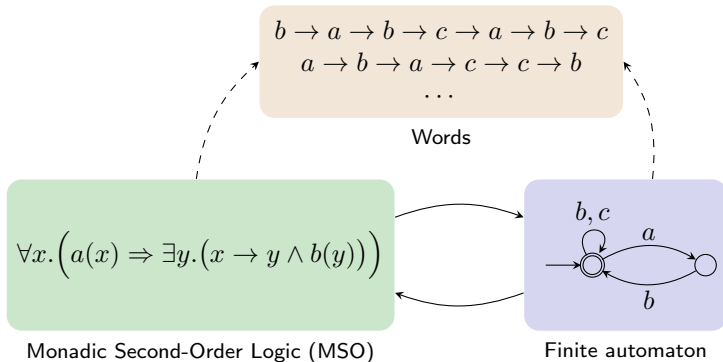 b → a → b → c → a → b → c
a → b → a → c → c → b
...
Words
∀x.(a(x) ⇒ ∃y.(x → y ∧ b(y)))
b, c
a
b
Monadic Second-Order Logic (MSO)
Finite automaton